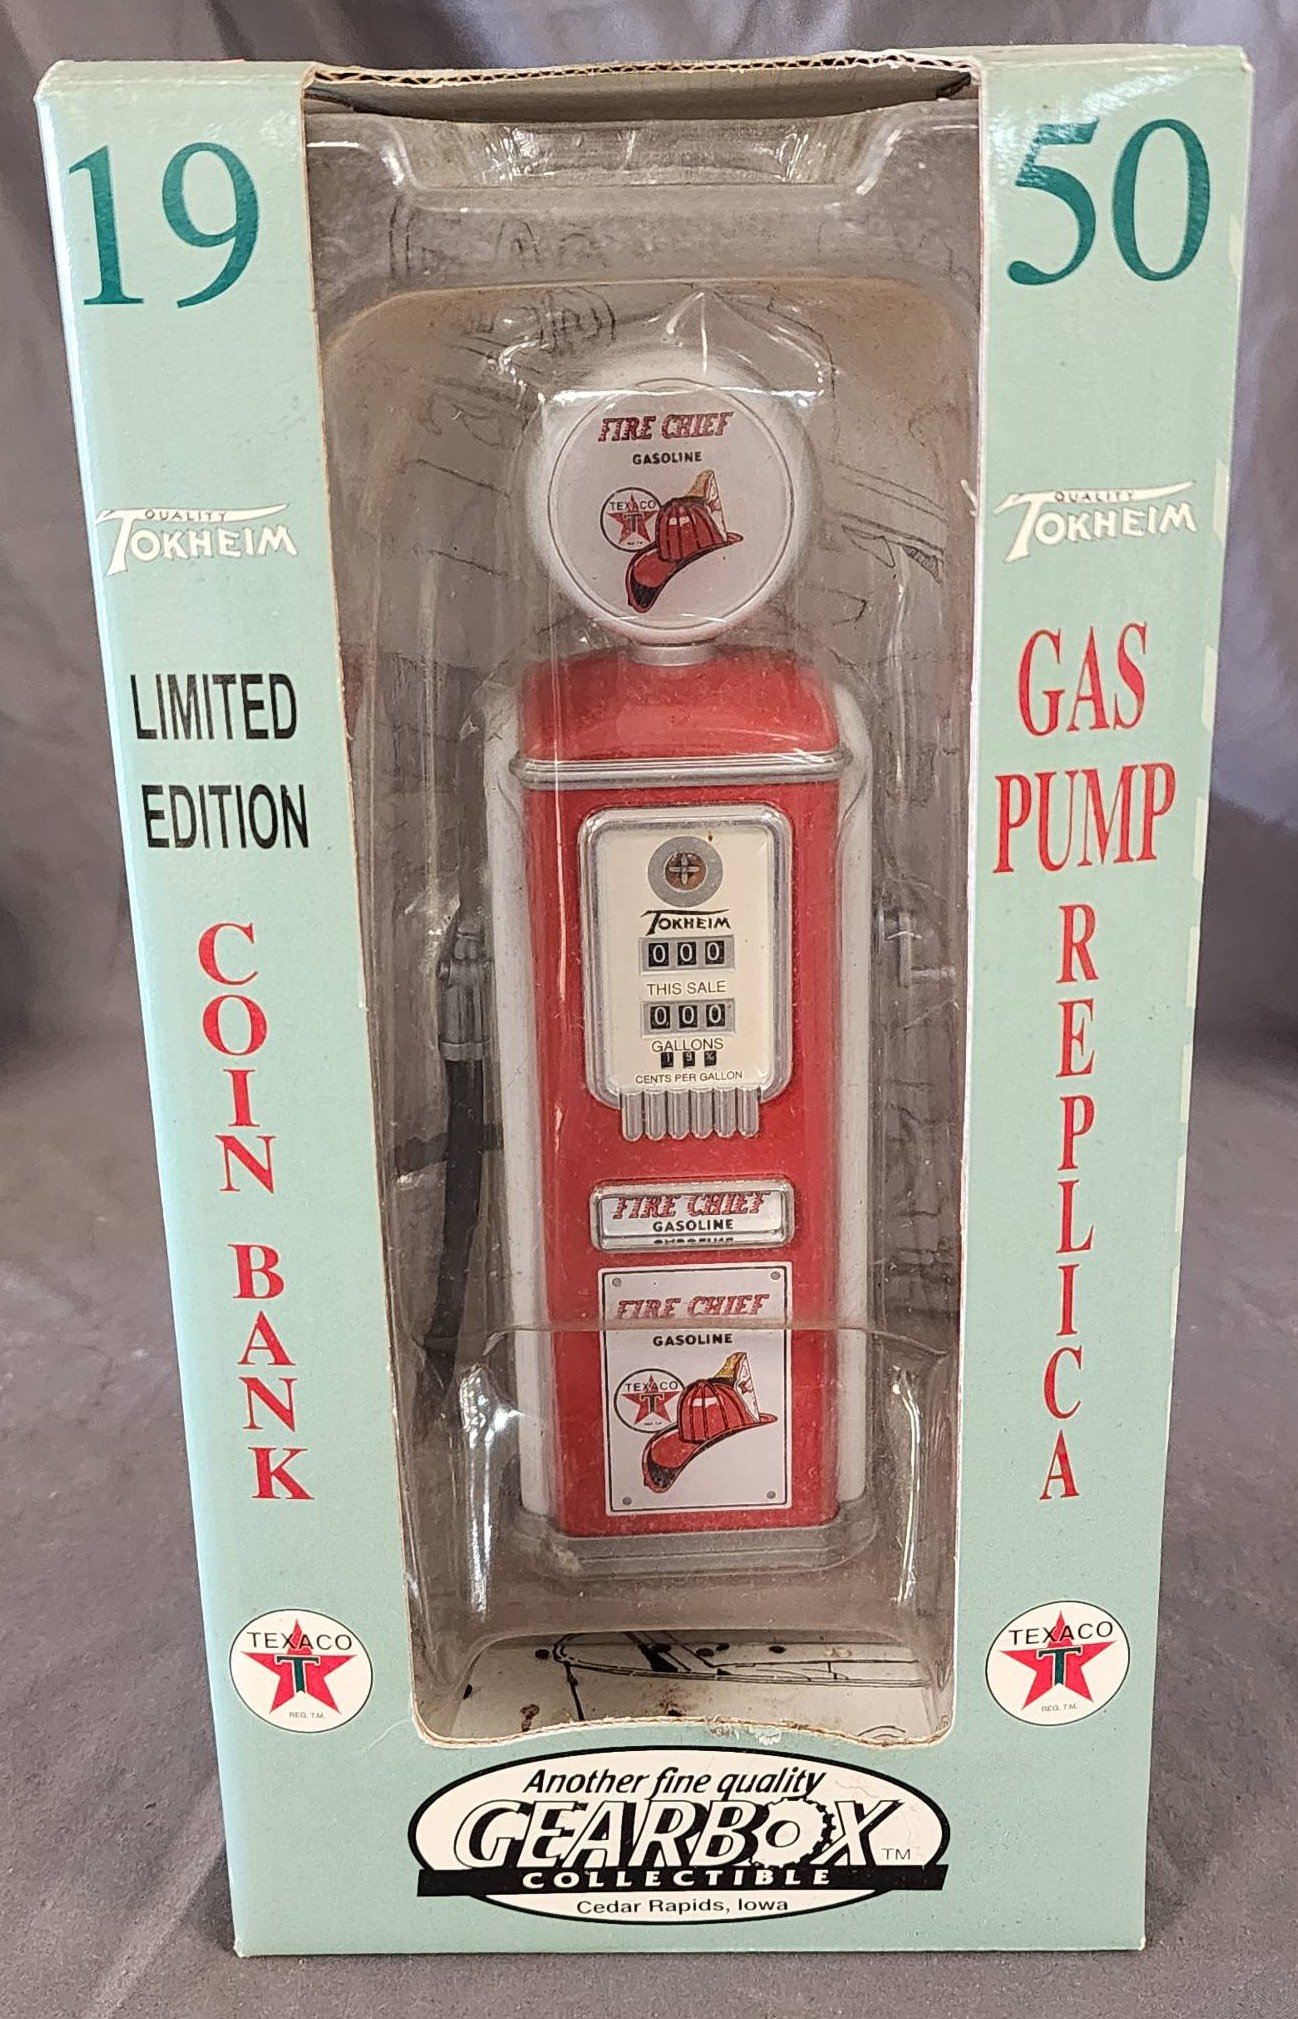 19 50
QUALITY
TOKHEIM
QUALITY
TOKHEIM
LIMITED
EDITION
COIN BANK
GAS
PUMP
REPLICA
FIRE CHIEF
GASOLINE
TEXACO
T
TOKHEIM
000
THIS SALE
000
GALLONS
CENTS PER GALLON
FIRE CHIEF
GASOLINE
FIRE CHIEF
GASOLINE
TEXACO
T
TEXACO
T
REG. T.M.
TEXACO
T
REG. T.M.
Another fine quality
GEARBOX TM
COLLECTIBLE
Cedar Rapids, Iowa